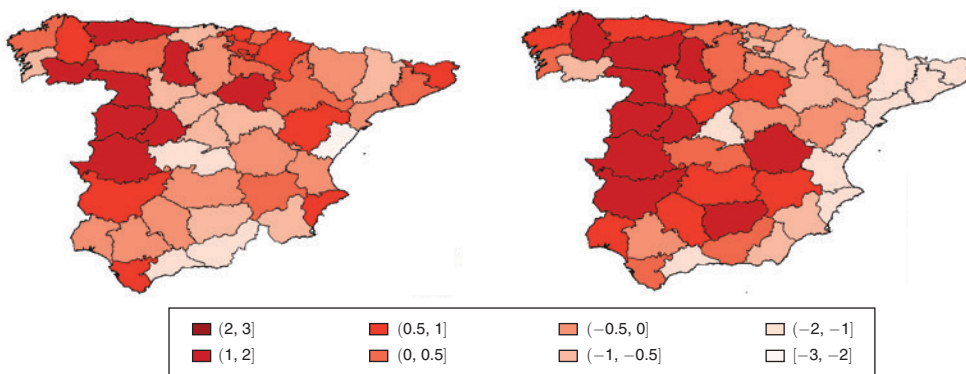 (2, 3] (0.5, 1] (−0.5, 0] (−2, −1]
(1, 2] (0, 0.5] (−1, −0.5] [−3, −2]